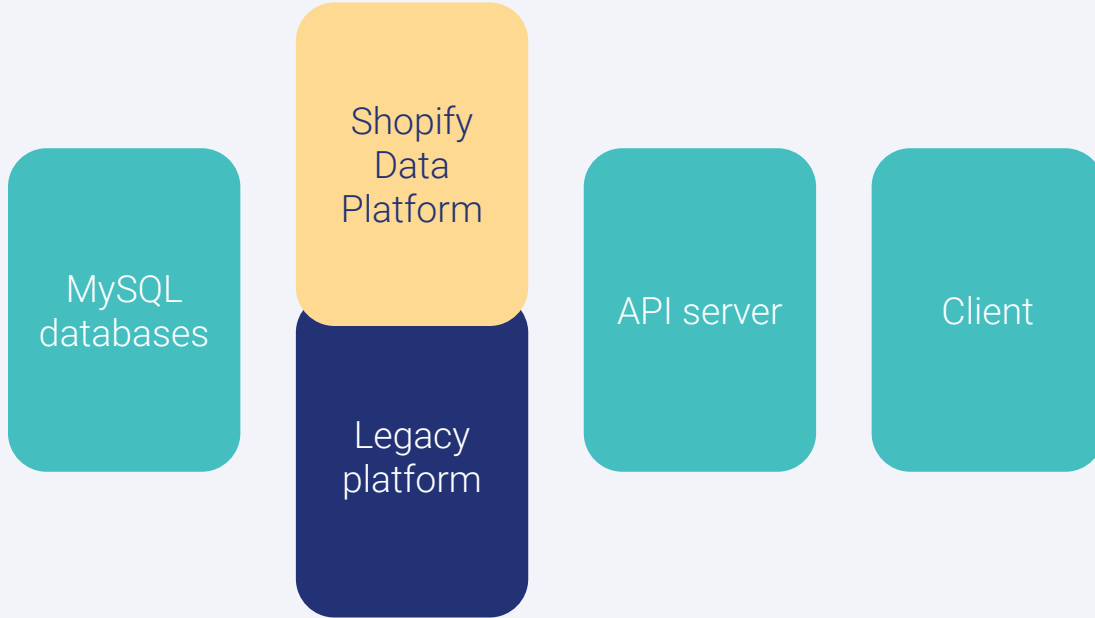 MySQL
databases
Shopify
Data
Platform
Legacy
platform
API server
Client